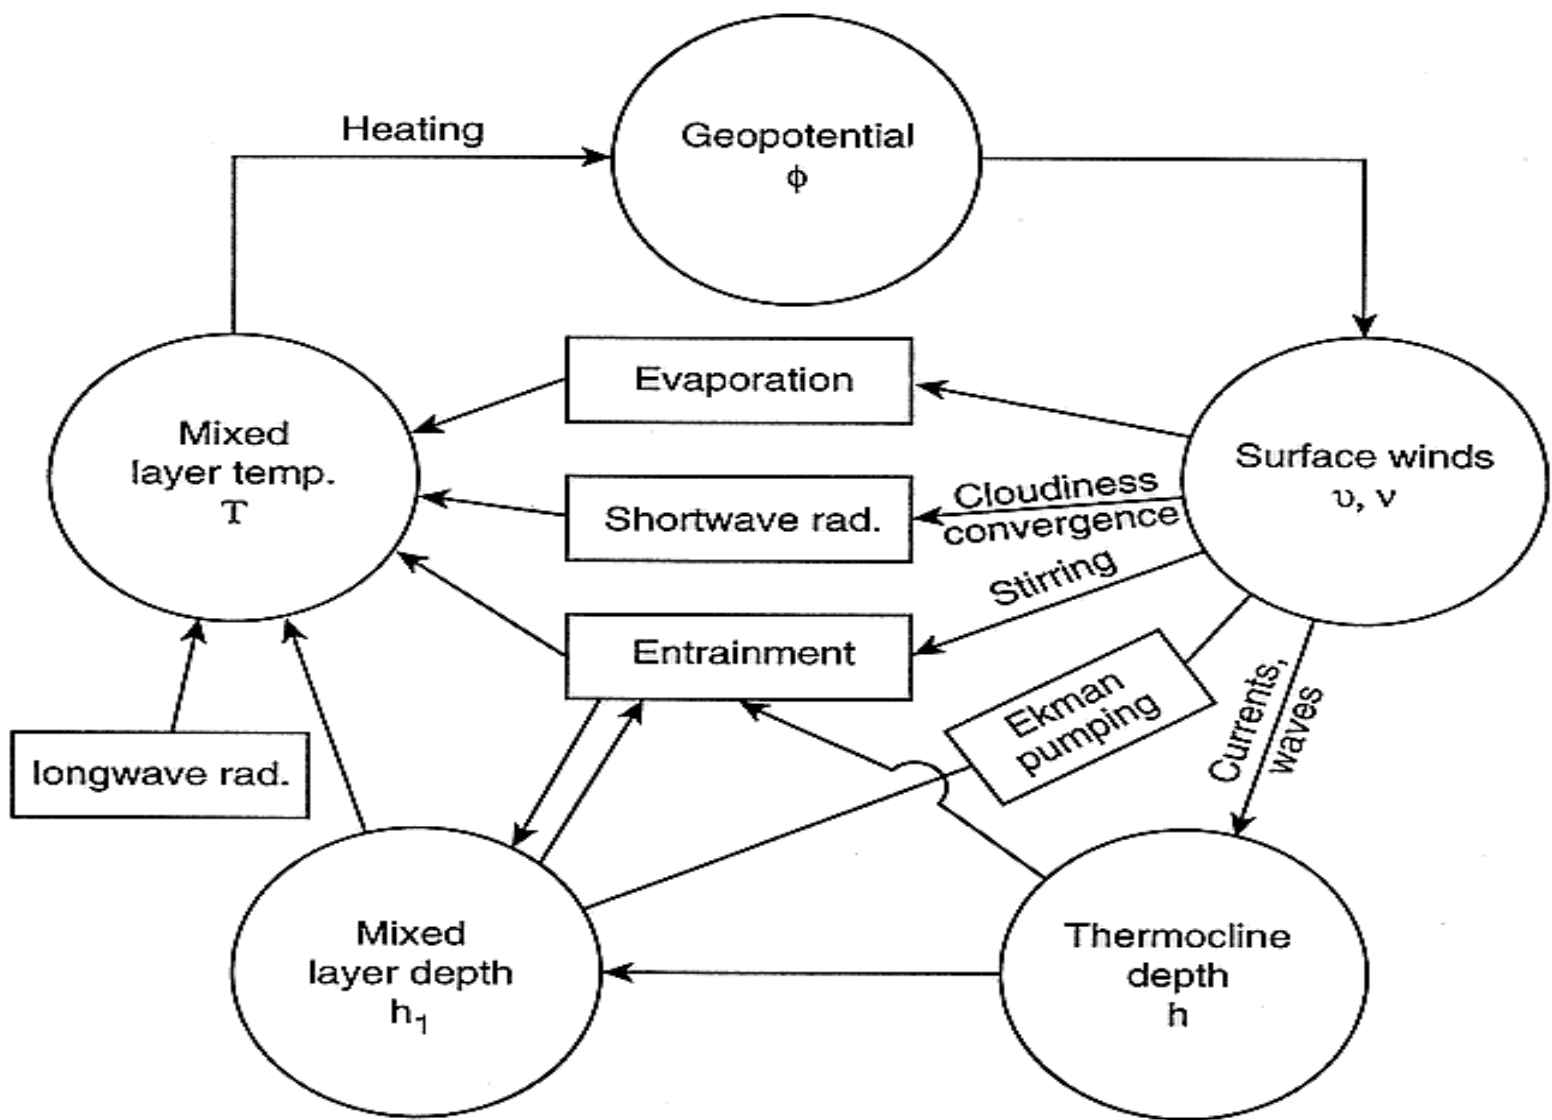 Heating
Geopotential
ϕ
Evaporation
Mixed
layer temp.
T
Surface winds
υ, ν
Cloudiness
convergence
Shortwave rad.
Stirring
Entrainment
Ekman
pumping
Currents,
waves
longwave rad.
Mixed
layer depth
h₁
Thermocline
depth
h